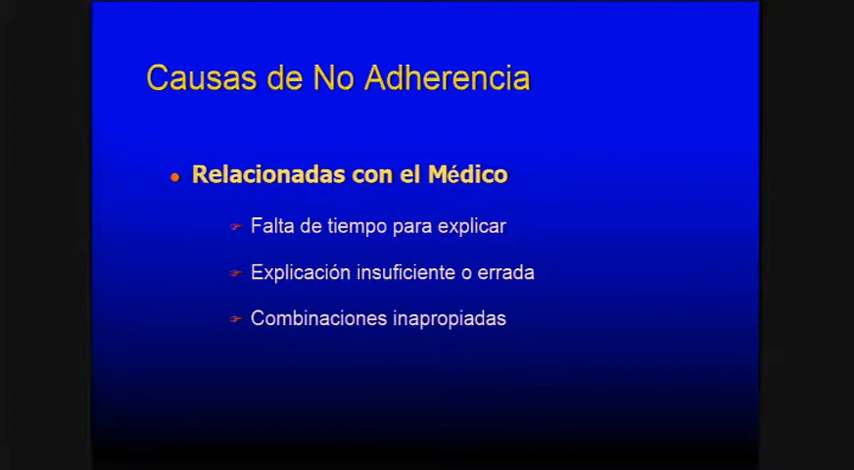 Causas de No Adherencia
Relacionadas con el Médico
Falta de tiempo para explicar
Explicación insuficiente o errada
Combinaciones inapropiadas